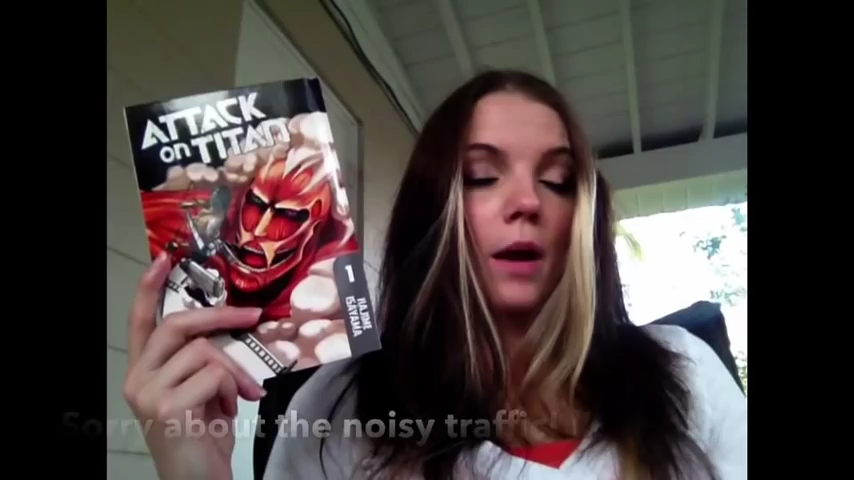 ATTACK
on TITAN
1
HAJIME
ISAYAMA
Sorry about the noisy traffic!